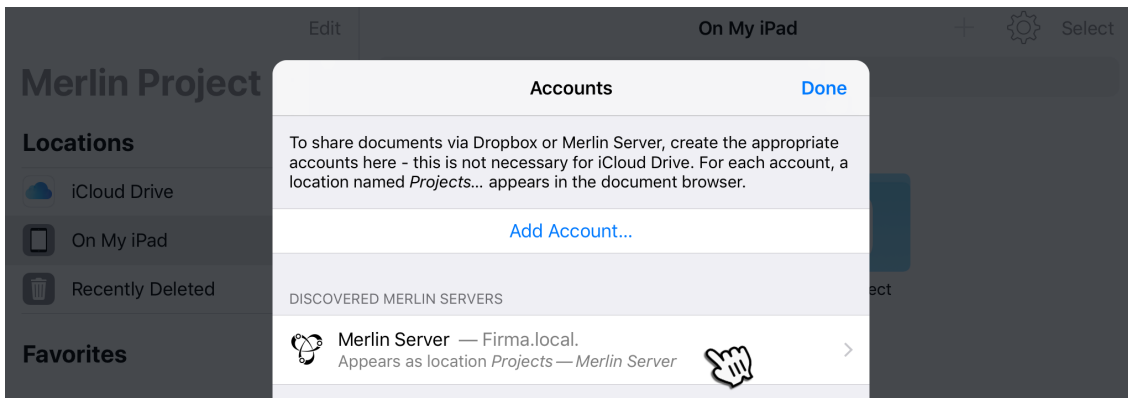 Edit
On My iPad
Select
Merlin Project
Locations
iCloud Drive
On My iPad
Recently Deleted
Favorites
Accounts
Done
To share documents via Dropbox or Merlin Server, create the appropriate
accounts here - this is not necessary for iCloud Drive. For each account, a
location named Projects... appears in the document browser.
Add Account...
DISCOVERED MERLIN SERVERS
Merlin Server — Firma.local.
Appears as location Projects — Merlin Server
ect